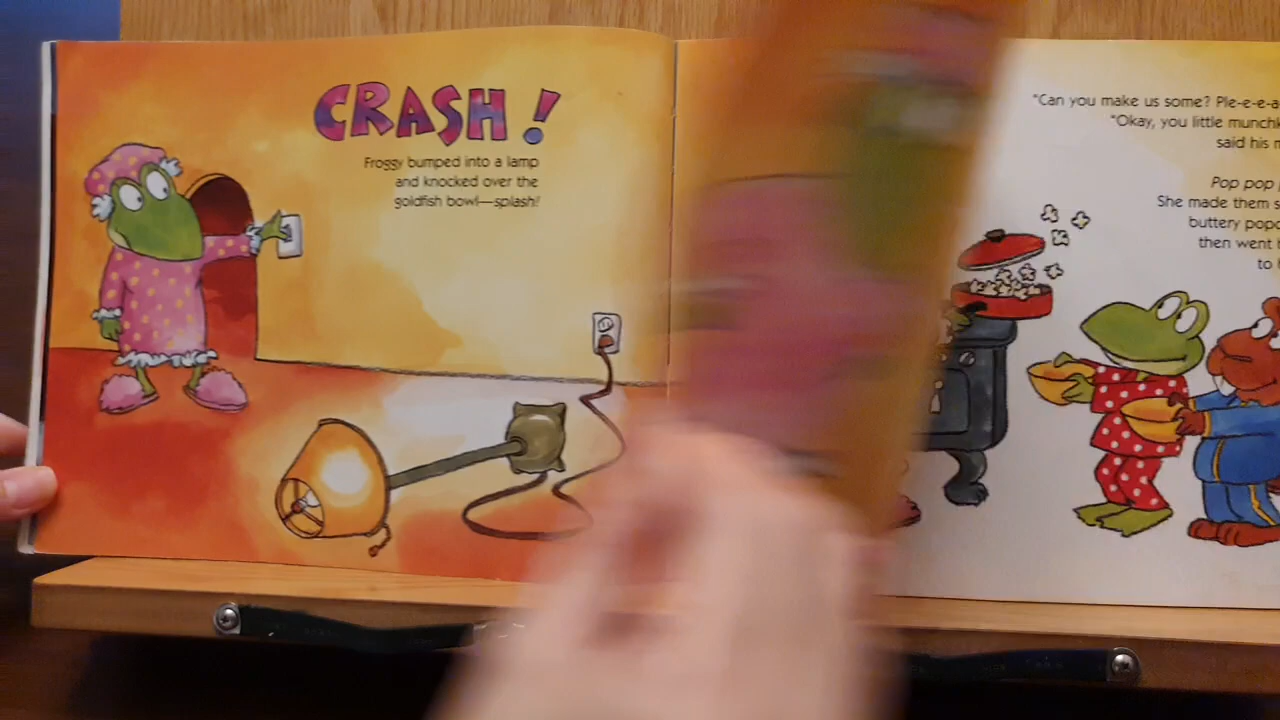 CRASH!
Froggy bumped into a lamp
and knocked over the
goldfish bowl—splash!
"Can you make us some? Ple-e-e-a
"Okay, you little munchk
said his m
Pop pop
She made them s
buttery popc
then went b
to